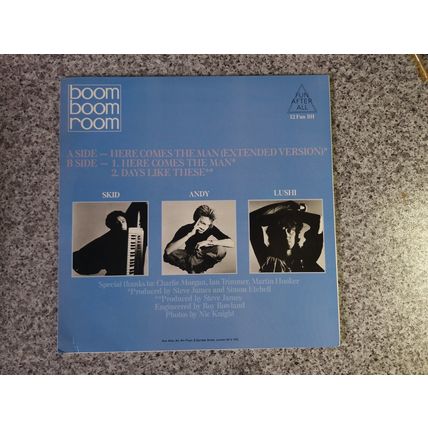 boom
boom
room
FUN
AFTER
ALL
12 Fun 101
A SIDE – HERE COMES THE MAN (EXTENDED VERSION)*
B SIDE – 1. HERE COMES THE MAN*
2. DAYS LIKE THESE**
SKID
ANDY
LUSHI
Special thanks to: Charlie Morgan, Ian Trimmer, Martin Hooker
*Produced by Steve James and Simon Etchell
**Produced by Steve James
Engineered by Roy Rowland
Photos by Nic Knight